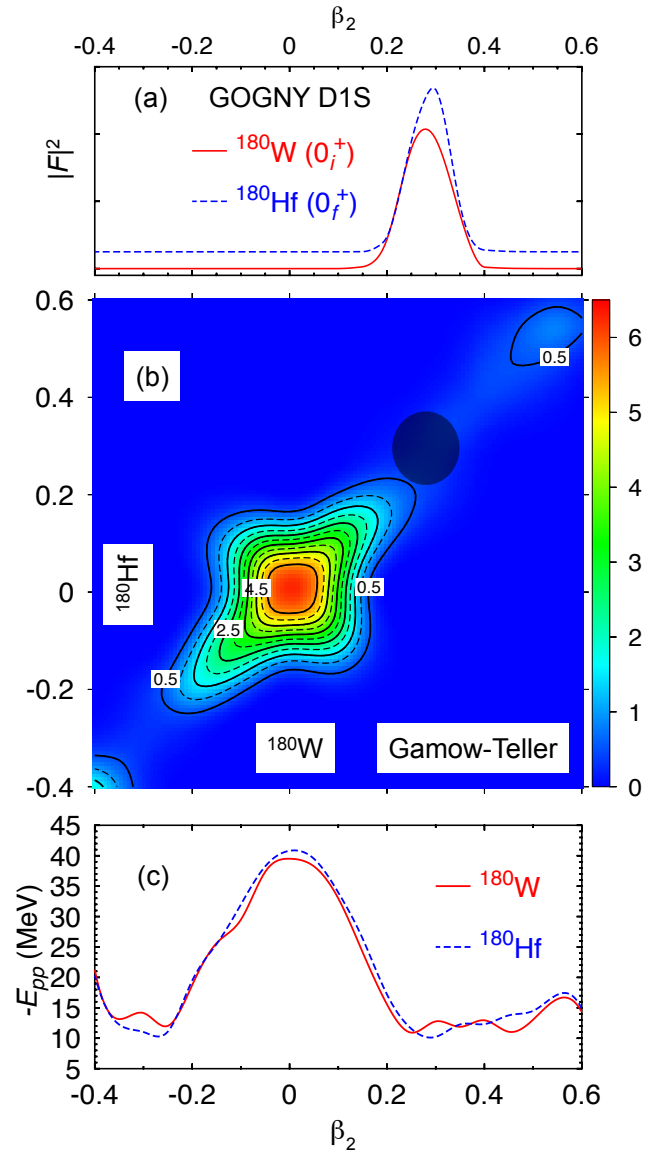 β₂
-0.4 -0.2 0 0.2 0.4 0.6
(a) GOGNY D1S
¹⁸⁰W (0ᵢ⁺)
¹⁸⁰Hf (0_f⁺)
|F|²
0.6
0.4
0.2
0
-0.2
-0.4
(b)
0.5
4.5
0.5
2.5
0.5
¹⁸⁰Hf
¹⁸⁰W
Gamow-Teller
6
5
4
3
2
1
0
45
40
35
30
25
20
15
10
5
-E_pp (MeV)
(c)
¹⁸⁰W
¹⁸⁰Hf
-0.4 -0.2 0 0.2 0.4 0.6
β₂